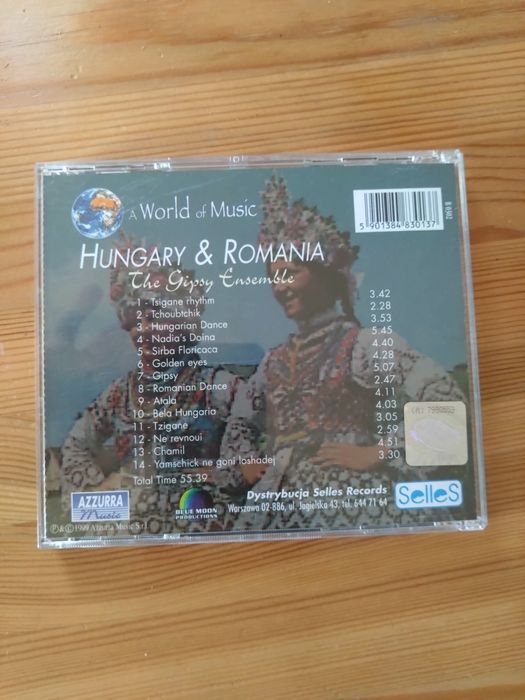 A World of Music
5 901384 830137
HUNGARY & ROMANIA
The Gipsy Ensemble
1 - Tsigane rhythm 3.42
2 - Tchoubtchik 2.28
3 - Hungarian Dance 3.53
4 - Nadia's Doina 5.45
5 - Sirba Floricaca 4.40
6 - Golden eyes 4.28
7 - Gipsy 5.07
8 - Romanian Dance 2.47
9 - Atala 4.11
10 - Bela Hungaria 4.03
11 - Tzigane 3.05
12 - Ne revnoui 2.59
13 - Chamil 4.51
14 - Yamschick ne goni loshadej 3.30
Total Time 55.39
AZZURRA
Music
BLUE MOON
PRODUCTIONS
Dystrybucja Selles Records
Warszawa 02-886, ul. Jagielska 43, tel. 644 71 64
SelleS
℗&©1999 Azzurra Music S.r.l.